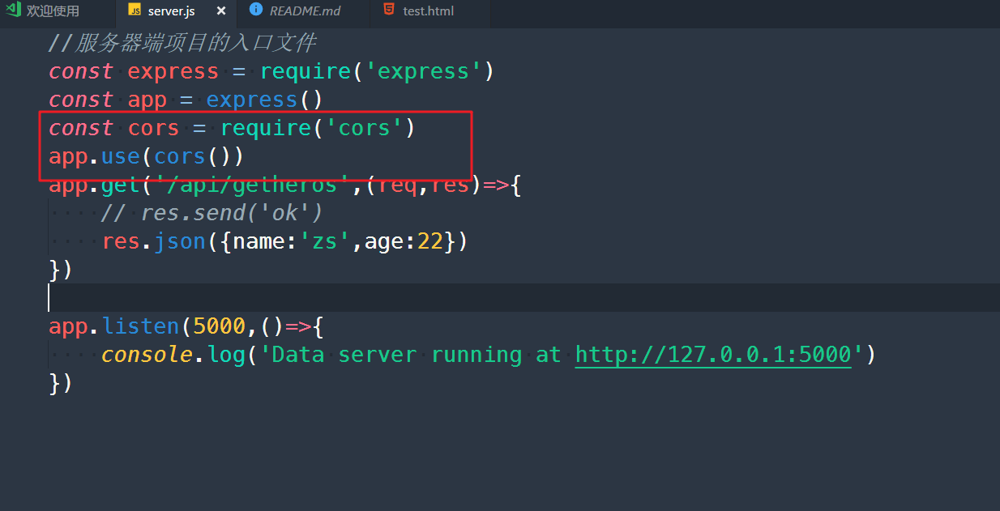 欢迎使用 JS server.js × README.md test.html
//服务器端项目的入口文件
const express = require('express')
const app = express()
const cors = require('cors')
app.use(cors())
app.get('/api/getheros',(req,res)=>{
    // res.send('ok')
    res.json({name:'zs',age:22})
})
app.listen(5000,()=>{
    console.log('Data server running at http://127.0.0.1:5000')
})